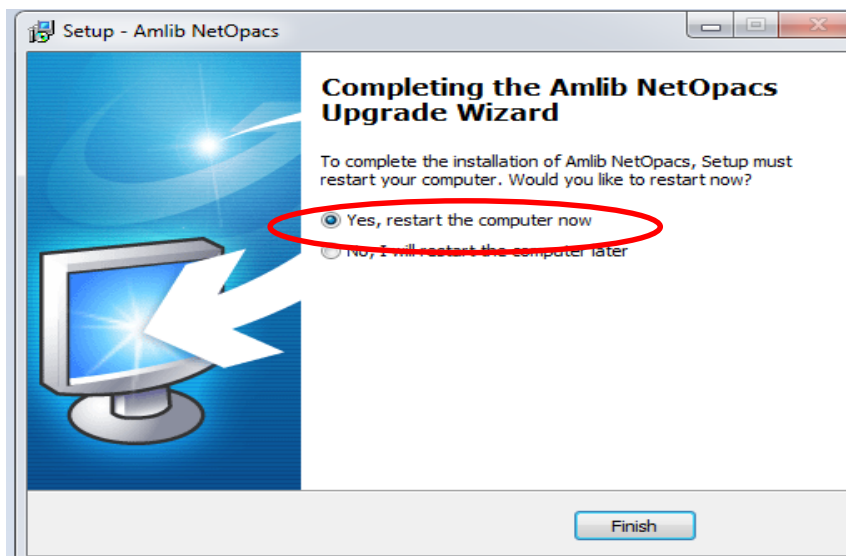 Setup - Amlib NetOpacs
Completing the Amlib NetOpacs
Upgrade Wizard
To complete the installation of Amlib NetOpacs, Setup must
restart your computer. Would you like to restart now?
Yes, restart the computer now
No, I will restart the computer later
Finish